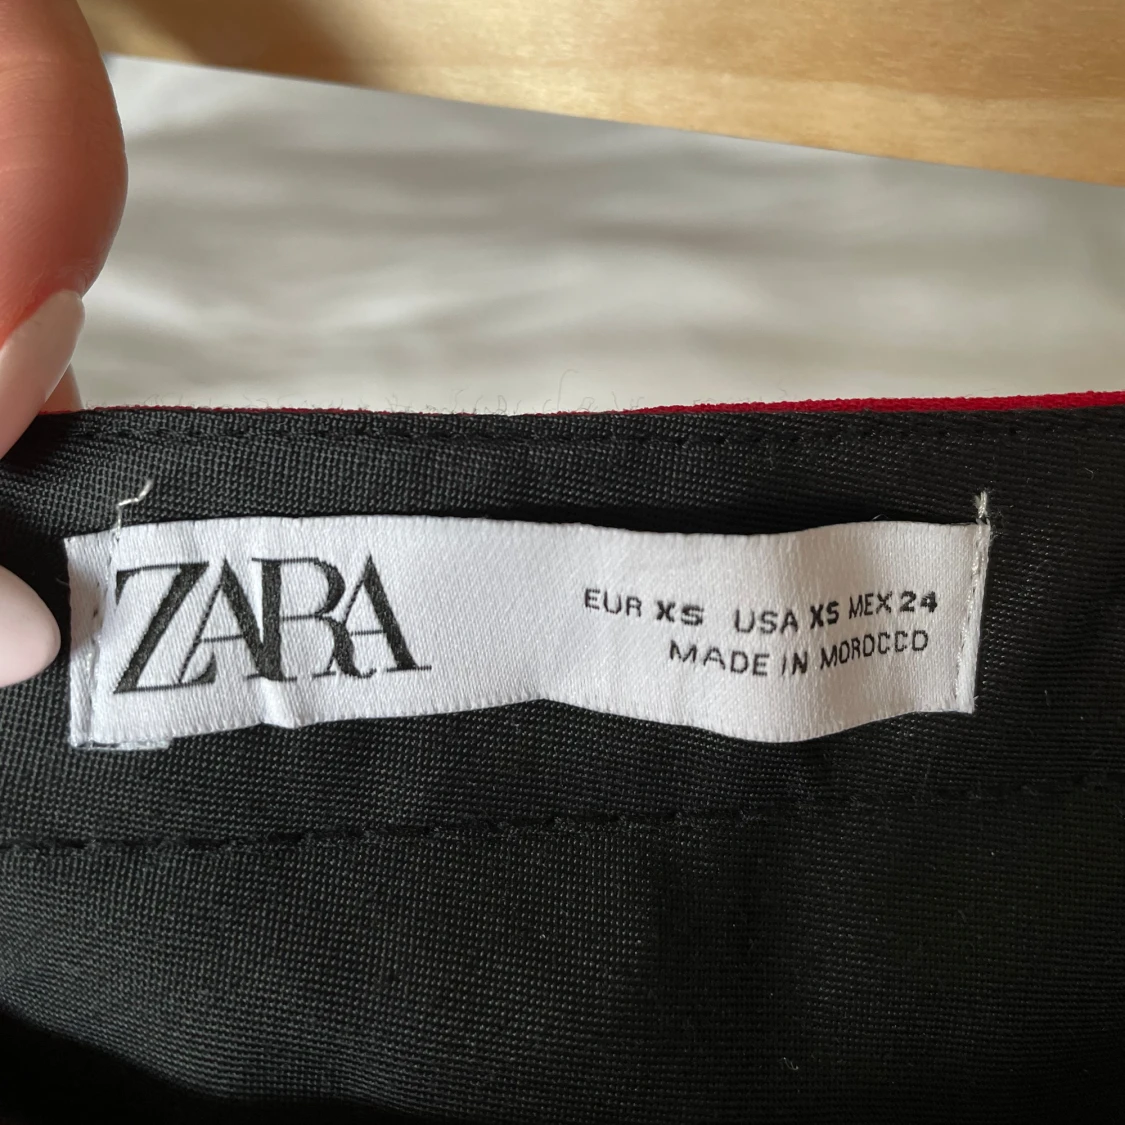 ZARA
EUR XS USA XS MEX 24
MADE IN MOROCCO